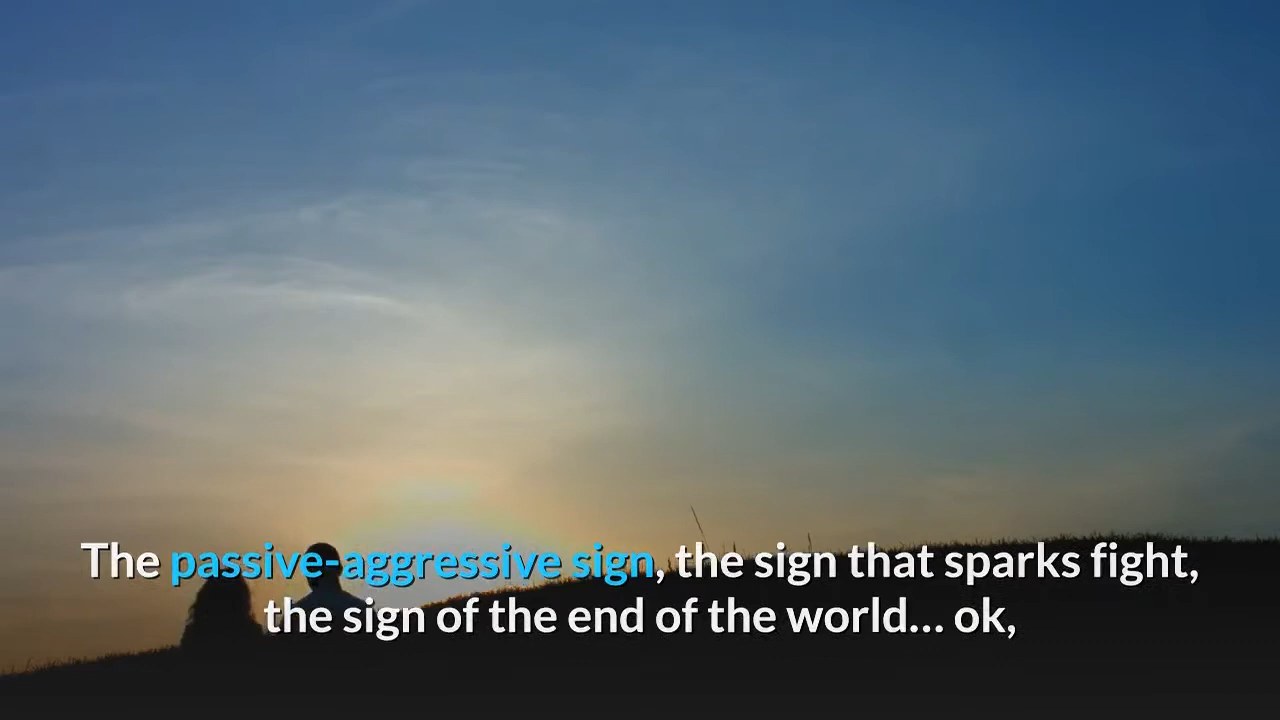 The passive-aggressive sign, the sign that sparks fight,
the sign of the end of the world... ok,